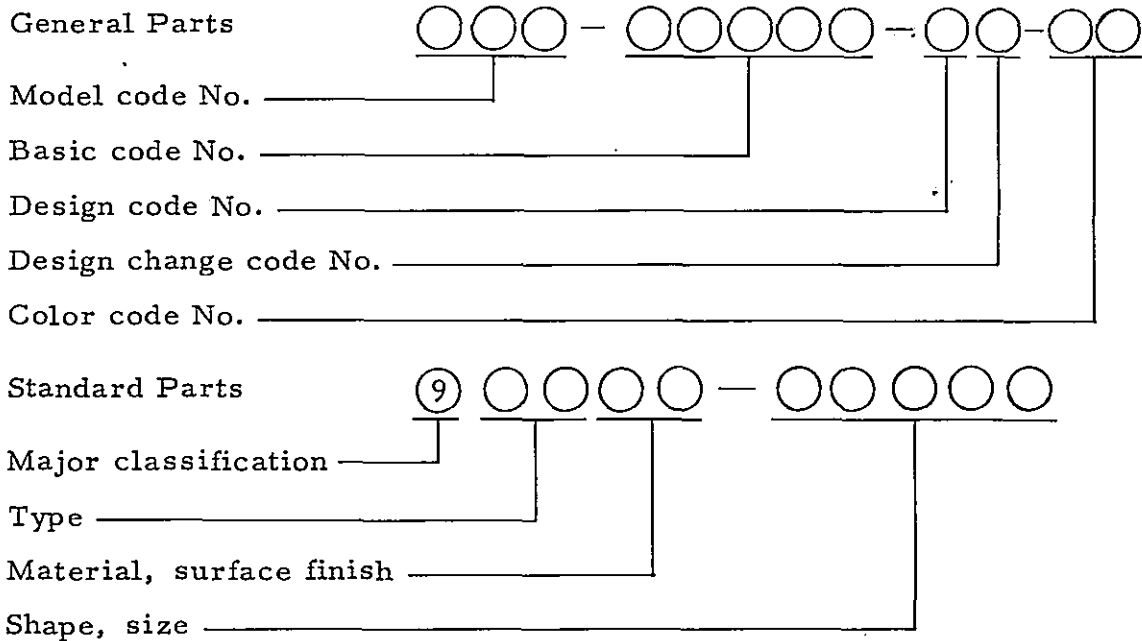 General Parts ○○○ - ○○○○○ - ○○ - ○○
Model code No.
Basic code No.
Design code No.
Design change code No.
Color code No.
Standard Parts ⑨ ○○○○ — ○○○○○
Major classification
Type
Material, surface finish
Shape, size